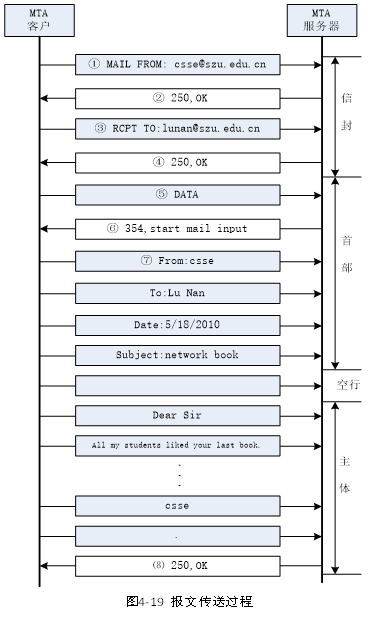 MTA
客户
MTA
服务器
① MAIL FROM: csse@szu.edu.cn
② 250,OK
③ RCPT TO:lunan@szu.edu.cn
④ 250,OK
信
封
⑤ DATA
⑥ 354,start mail input
⑦ From:csse
To:Lu Nan
Date:5/18/2010
Subject:network book
首
部
空行
Dear Sir
All my students liked your last book.
.
.
.
csse
.
⑻ 250,OK
主
体
图4-19 报文传送过程